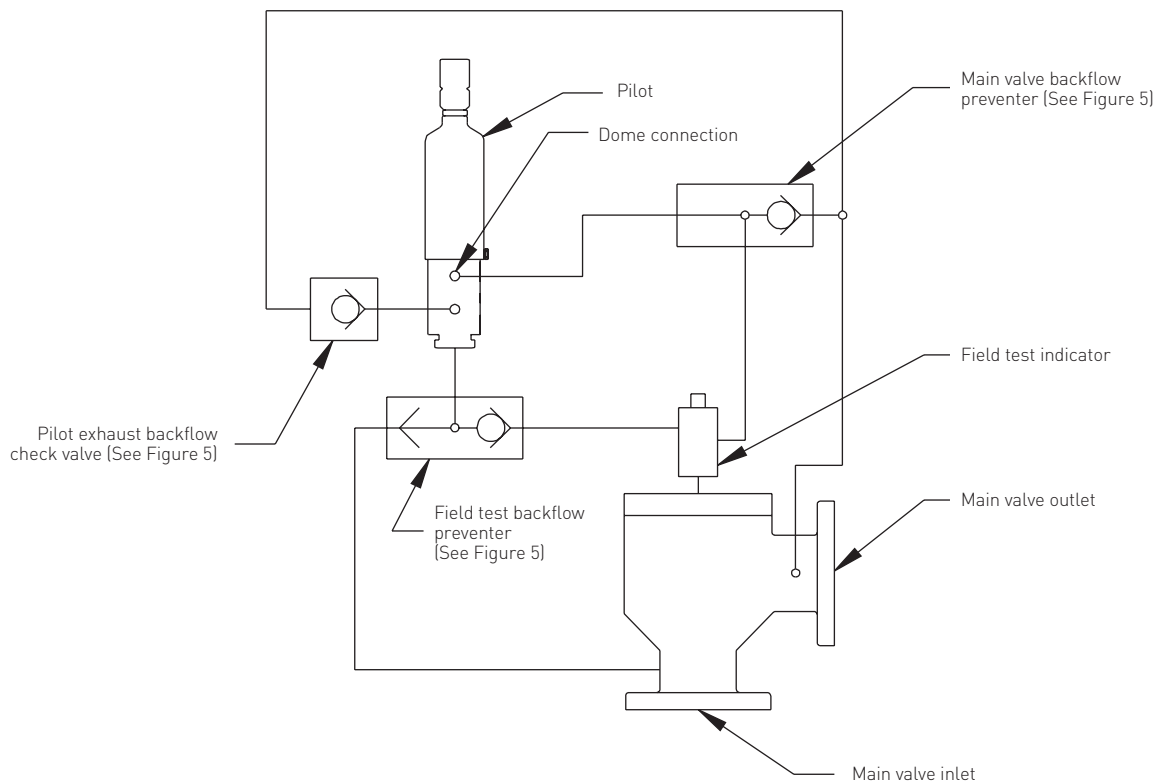 Pilot
Main valve backflow
preventer (See Figure 5)
Dome connection
Field test indicator
Pilot exhaust backflow
check valve (See Figure 5)
Main valve outlet
Field test backflow
preventer
(See Figure 5)
Main valve inlet